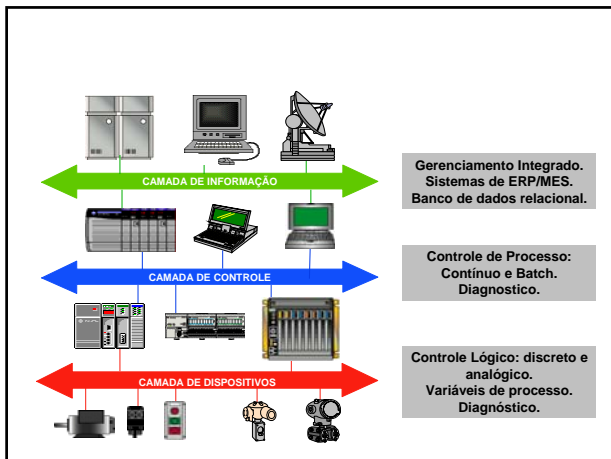 CAMADA DE INFORMAÇÃO
Gerenciamento Integrado.
Sistemas de ERP/MES.
Banco de dados relacional.
CAMADA DE CONTROLE
Controle de Processo:
Contínuo e Batch.
Diagnostico.
CAMADA DE DISPOSITIVOS
Controle Lógico: discreto e
analógico.
Variáveis de processo.
Diagnóstico.